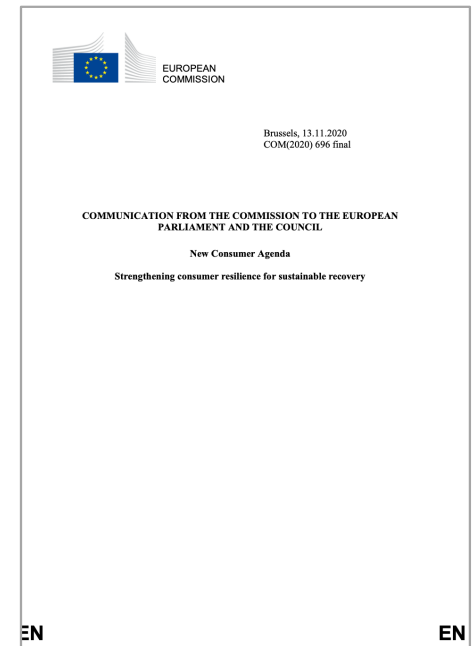 EUROPEAN
COMMISSION
Brussels, 13.11.2020
COM(2020) 696 final
COMMUNICATION FROM THE COMMISSION TO THE EUROPEAN
PARLIAMENT AND THE COUNCIL
New Consumer Agenda
Strengthening consumer resilience for sustainable recovery
EN EN